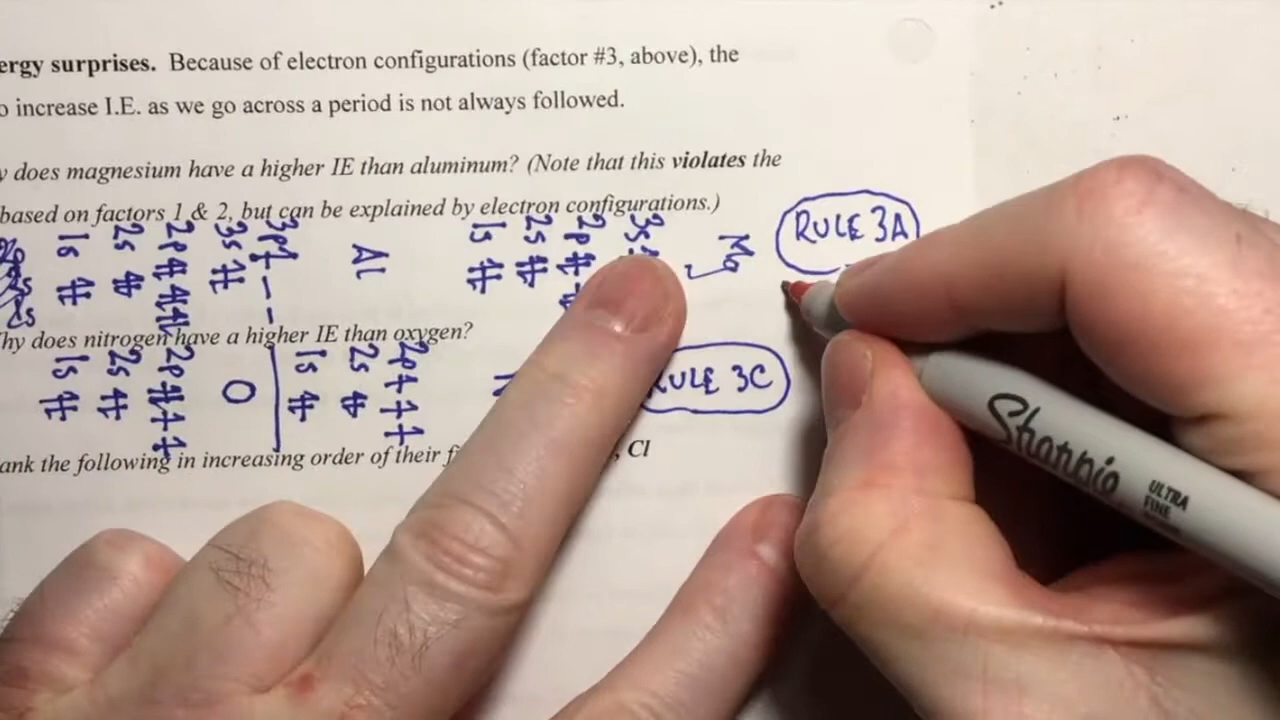 ergy surprises. Because of electron configurations (factor #3, above), the
o increase I.E. as we go across a period is not always followed.
y does magnesium have a higher IE than aluminum? (Note that this violates the
based on factors 1 & 2, but can be explained by electron configurations.)
RULE 3A
1s 2s 2p 3s 3p Al 1s 2s 2p 3s Mg
hy does nitrogen have a higher IE than oxygen?
1s 2s 2p O 1s 2s 2p
RULE 3C
ank the following in increasing order of their f , Cl
Sharpie
ULTRA
FINE